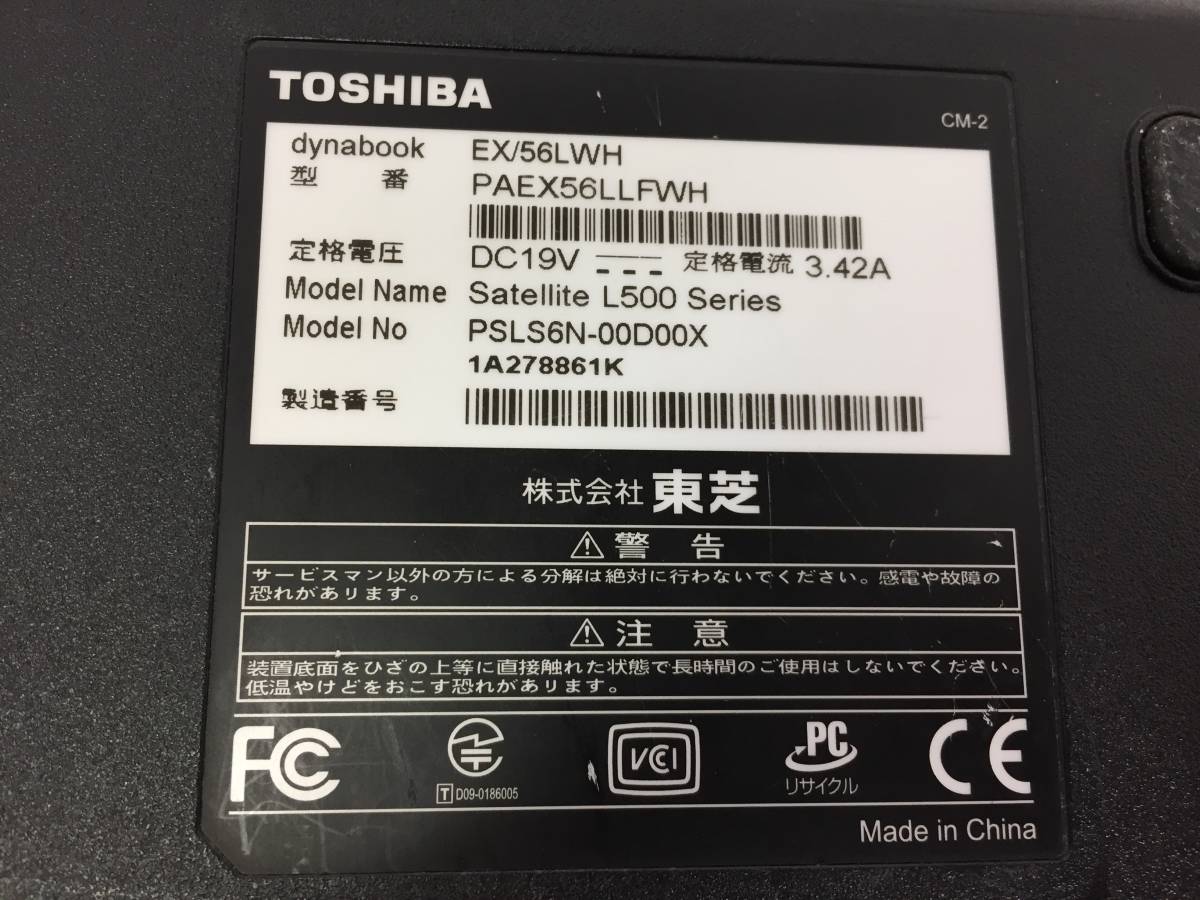 TOSHIBA
CM-2
dynabook EX/56LWH
型 番 PAEX56LLFWH
定格電圧 DC19V 定格電流 3.42A
Model Name Satellite L500 Series
Model No PSLS6N-00D00X
1A278861K
製造番号
株式会社 東芝
⚠ 警 告
サービスマン以外の方による分解は絶対に行わないでください。感電や故障の
恐れがあります。
⚠ 注 意
装置底面をひざの上等に直接触れた状態で長時間のご使用はしないでください。
低温やけどをおこす恐れがあります。
FC VCI PC CE
T D09-0186005 リサイクル
Made in China